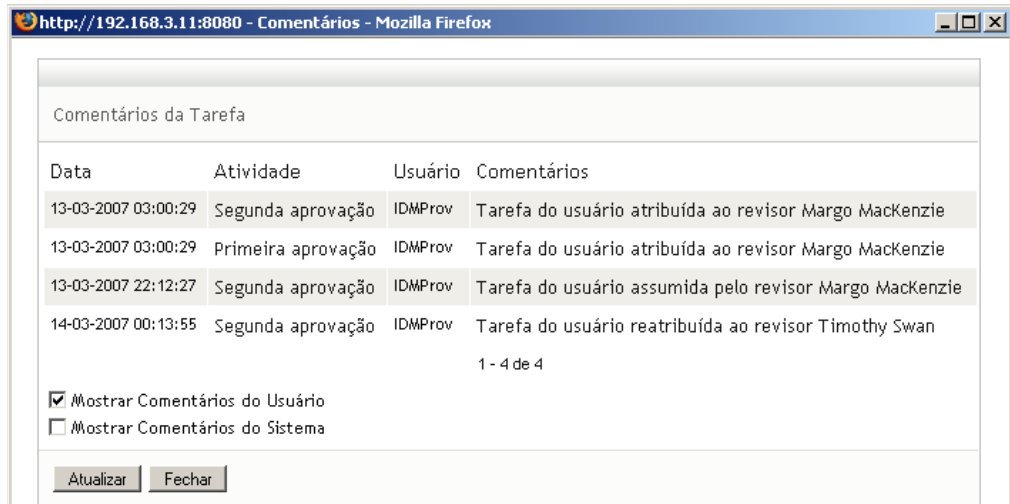 http://192.168.3.11:8080 - Comentários - Mozilla Firefox
Comentários da Tarefa
Data Atividade Usuário Comentários
13-03-2007 03:00:29 Segunda aprovação IDMProv Tarefa do usuário atribuída ao revisor Margo MacKenzie
13-03-2007 03:00:29 Primeira aprovação IDMProv Tarefa do usuário atribuída ao revisor Margo MacKenzie
13-03-2007 22:12:27 Segunda aprovação IDMProv Tarefa do usuário assumida pelo revisor Margo MacKenzie
14-03-2007 00:13:55 Segunda aprovação IDMProv Tarefa do usuário reatribuída ao revisor Timothy Swan
1 - 4 de 4
Mostrar Comentários do Usuário
Mostrar Comentários do Sistema
Atualizar Fechar